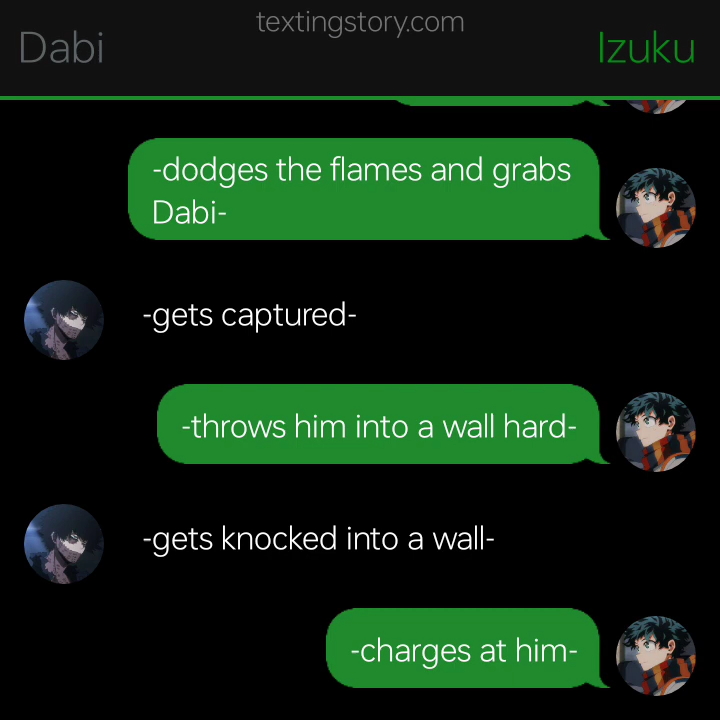 textingstory.com
Dabi
Izuku
-dodges the flames and grabs
Dabi-
-gets captured-
-throws him into a wall hard-
-gets knocked into a wall-
-charges at him-